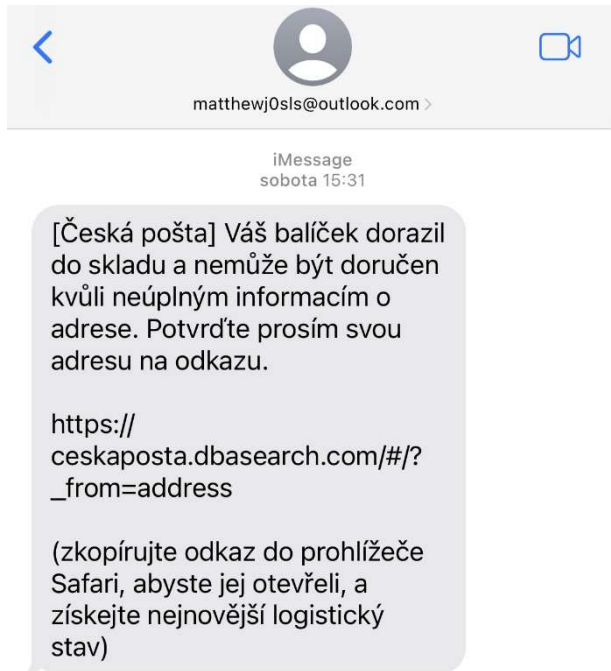 matthewj0sls@outlook.com >
iMessage
sobota 15:31
[Česká pošta] Váš balíček dorazil
do skladu a nemůže být doručen
kvůli neúplným informacím o
adrese. Potvrďte prosím svou
adresu na odkazu.
https://
ceskaposta.dbasearch.com/#/?
_from=address
(zkopírujte odkaz do prohlížeče
Safari, abyste jej otevřeli, a
získejte nejnovější logistický
stav)